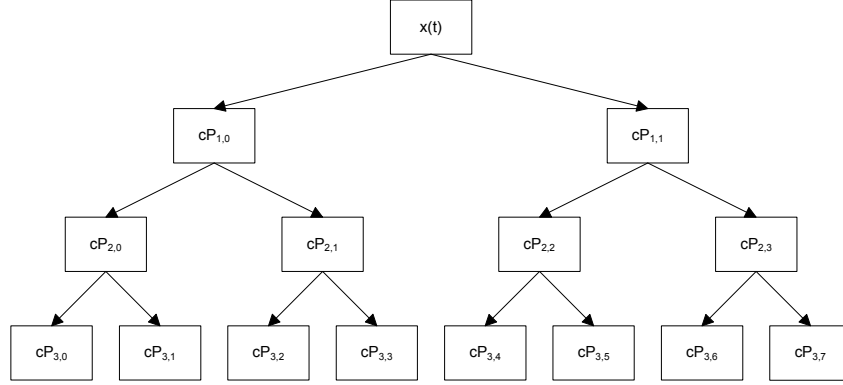 x(t)
cP1,0
cP1,1
cP2,0
cP2,1
cP2,2
cP2,3
cP3,0
cP3,1
cP3,2
cP3,3
cP3,4
cP3,5
cP3,6
cP3,7